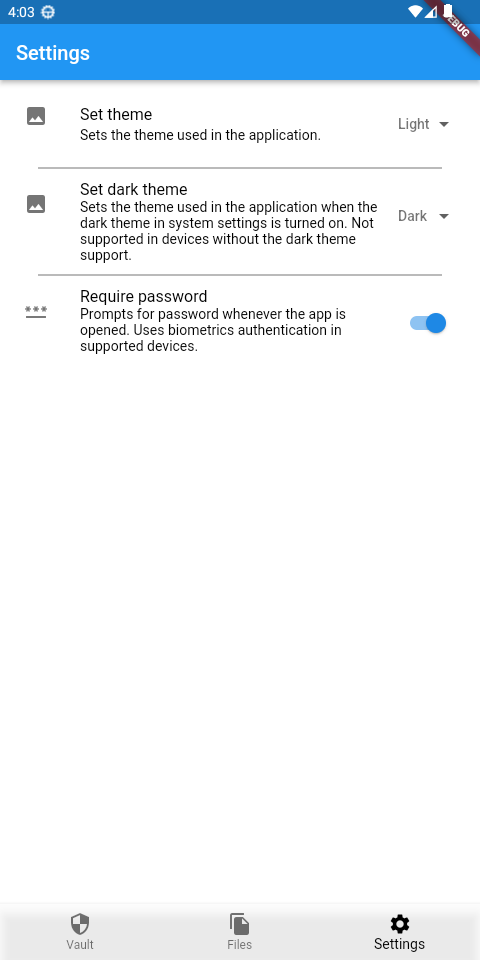 4:03
DEBUG
Settings
Set theme
Sets the theme used in the application.
Light
Set dark theme
Sets the theme used in the application when the
dark theme in system settings is turned on. Not
supported in devices without the dark theme
support.
Dark
Require password
Prompts for password whenever the app is
opened. Uses biometrics authentication in
supported devices.
Vault
Files
Settings